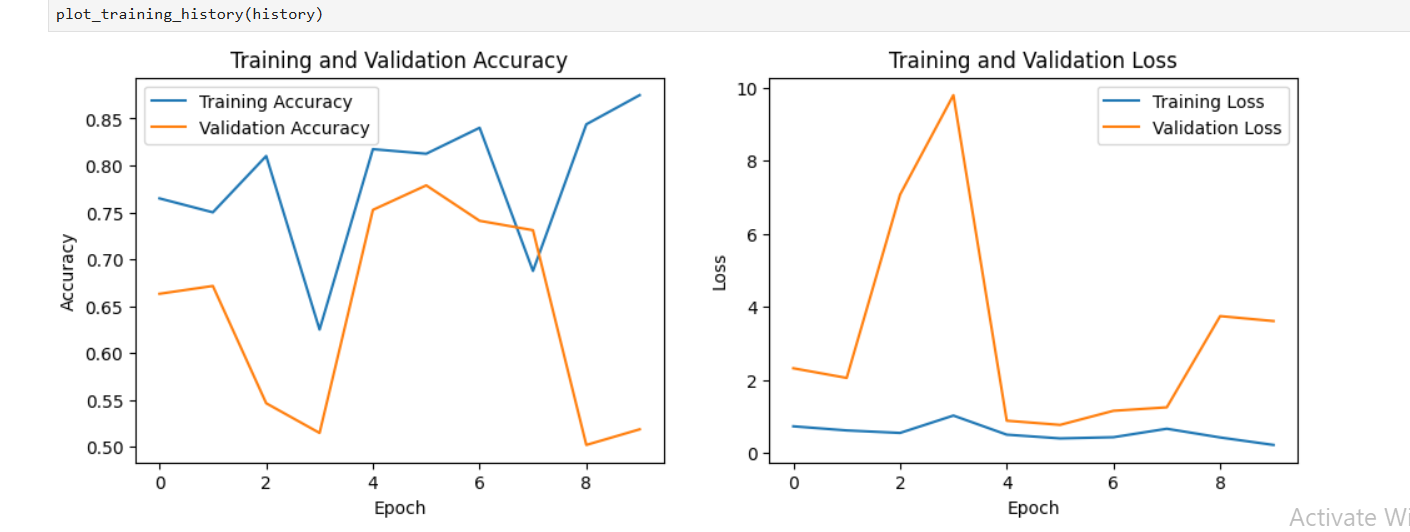 plot_training_history(history)
Training and Validation Accuracy
Training Accuracy
Validation Accuracy
0.85
0.80
0.75
0.70
0.65
0.60
0.55
0.50
Accuracy
0 2 4 6 8
Epoch
Training and Validation Loss
Training Loss
Validation Loss
10
8
6
4
2
0
Loss
0 2 4 6 8
Epoch
Activate Wi